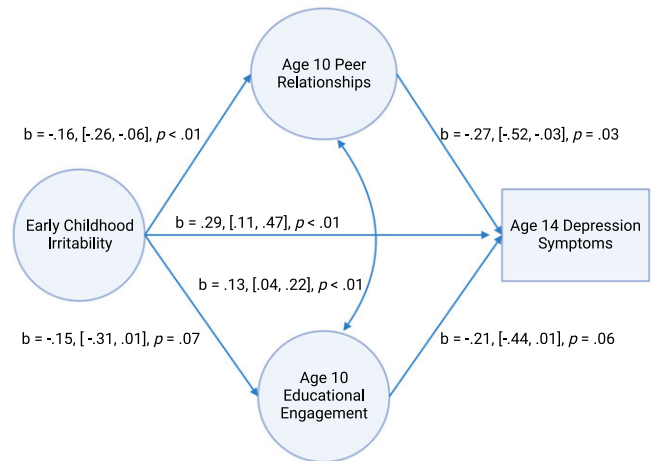 Age 10 Peer
Relationships
b = -.16, [-.26, -.06], p < .01
b = -.27, [-.52, -.03], p = .03
Early Childhood
Irritability
b = .29, [.11, .47], p < .01
Age 14 Depression
Symptoms
b = .13, [.04, .22], p < .01
b = -.15, [-.31, .01], p = .07
b = -.21, [-.44, .01], p = .06
Age 10
Educational
Engagement